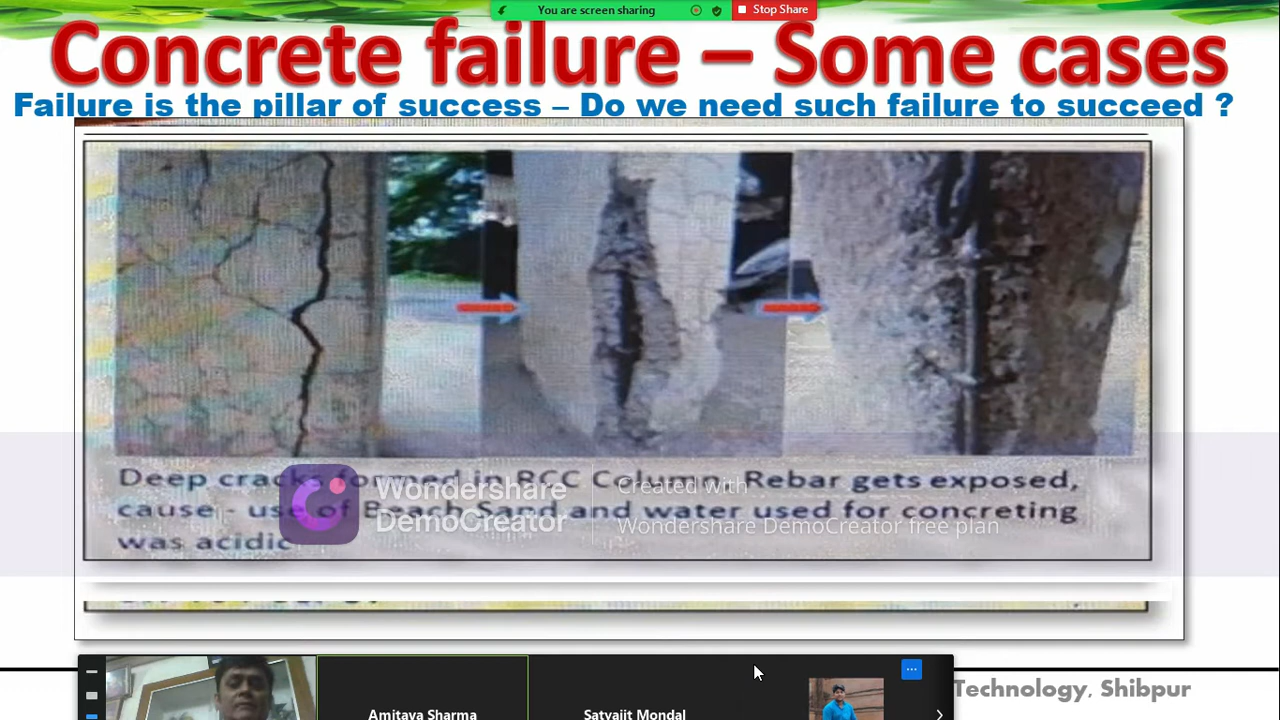 You are screen sharing
Stop Share
Concrete failure – Some cases
Failure is the pillar of success – Do we need such failure to succeed ?
Deep cracks formed in RCC Column, Rebar gets exposed,
cause - use of Beach Sand and water used for concreting
was acidic
Wondershare
DemoCreator
Created with
Wondershare DemoCreator free plan
Technology, Shibpur
Amitava Sharma
Satyajit Mondal